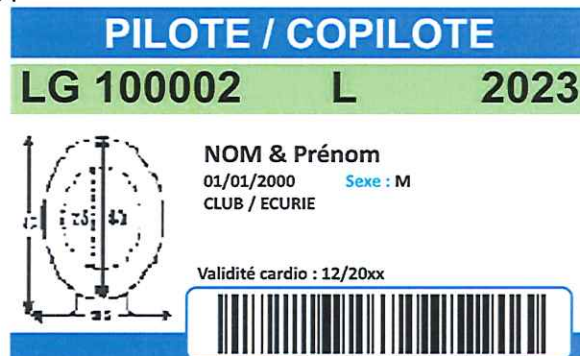 PILOTE / COPILOTE
LG 100002 L 2023
NOM & Prénom
01/01/2000 Sexe : M
CLUB / ECURIE
Validité cardio : 12/20xx